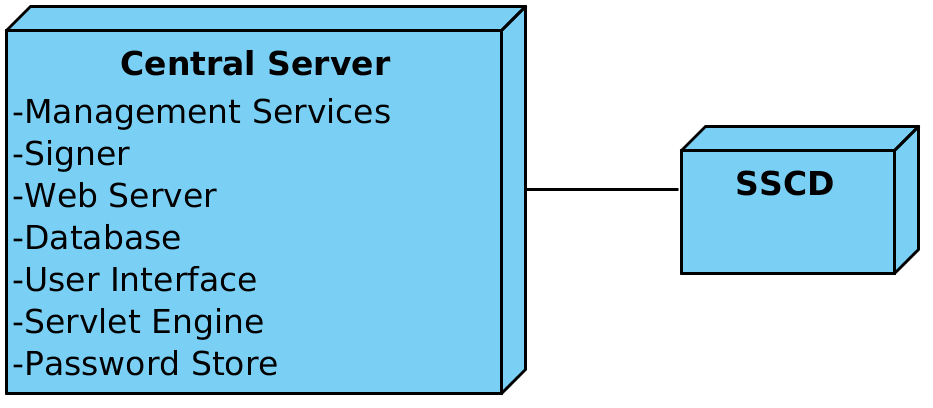 Central Server
-Management Services
-Signer
-Web Server
-Database
-User Interface
-Servlet Engine
-Password Store
SSCD